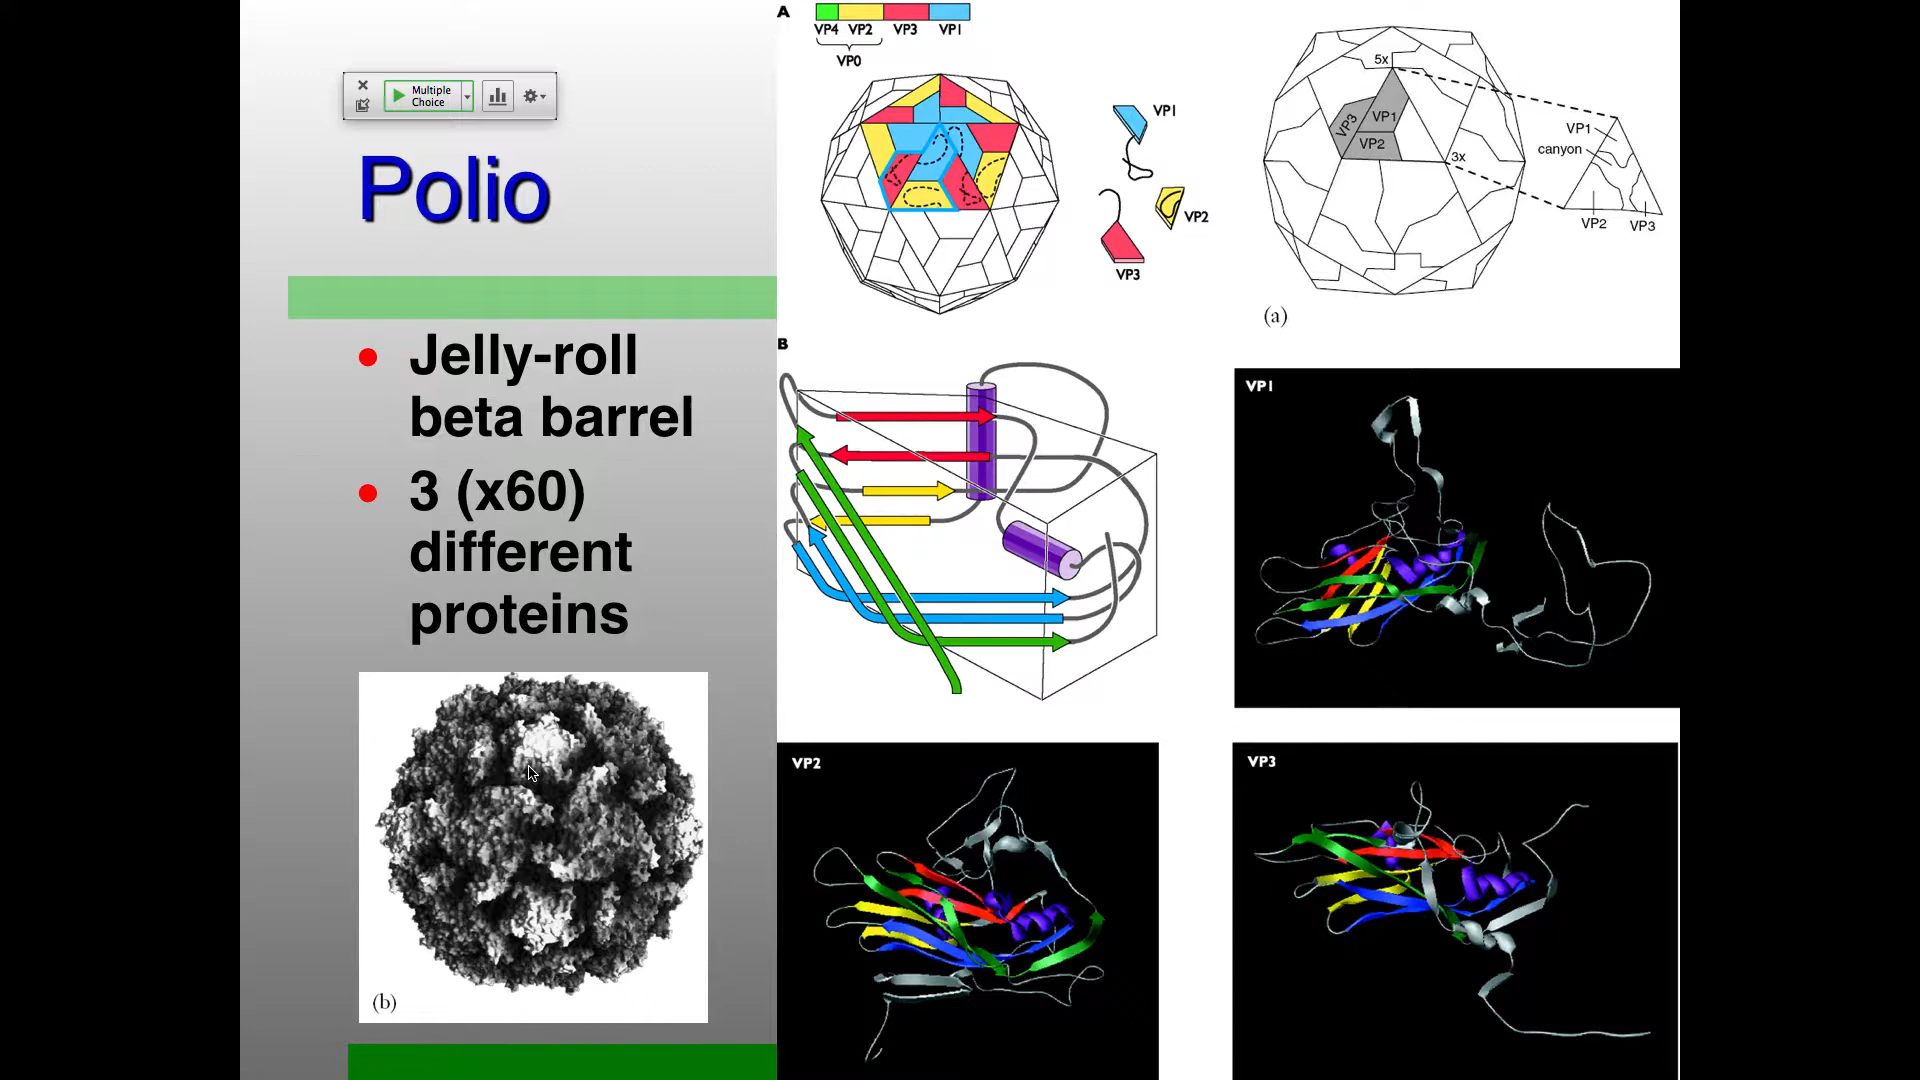 Multiple
Choice
Polio
Jelly-roll
beta barrel
3 (x60)
different
proteins
(b)
A
VP4 VP2 VP3 VP1
VP0
VP1
VP2
VP3
5x
VP3
VP1
VP2
3x
VP1
canyon
VP2
VP3
(a)
B
VP1
VP2
VP3